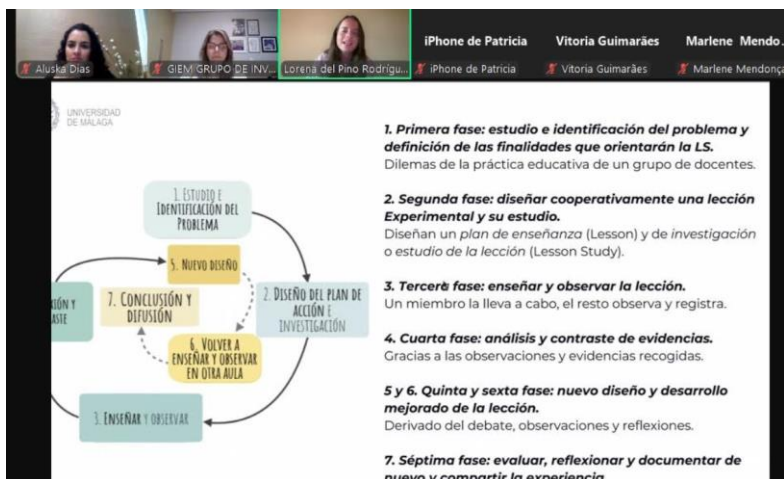 iPhone de Patricia
Vitoria Guimarães
Marlene Mendo...
Aluska Dias
GIEM GRUPO DE INV...
Lorena del Pino Rodrígu...
iPhone de Patricia
Vitoria Guimarães
Marlene Mendonça
UNIVERSIDAD
DE MÁLAGA
1. ESTUDIO E
IDENTIFICACIÓN DEL
PROBLEMA
5. NUEVO DISEÑO
7. CONCLUSIÓN Y
DIFUSIÓN
2. DISEÑO DEL PLAN DE
ACCIÓN E
INVESTIGACIÓN
6. VOLVER A
ENSEÑAR Y OBSERVAR
EN OTRA AULA
3. ENSEÑAR Y OBSERVAR
1. Primera fase: estudio e identificación del problema y
definición de las finalidades que orientarán la LS.
Dilemas de la práctica educativa de un grupo de docentes.
2. Segunda fase: diseñar cooperativamente una lección
Experimental y su estudio.
Diseñan un plan de enseñanza (Lesson) y de investigación
o estudio de la lección (Lesson Study).
3. Tercera fase: enseñar y observar la lección.
Un miembro la lleva a cabo, el resto observa y registra.
4. Cuarta fase: análisis y contraste de evidencias.
Gracias a las observaciones y evidencias recogidas.
5 y 6. Quinta y sexta fase: nuevo diseño y desarrollo
mejorado de la lección.
Derivado del debate, observaciones y reflexiones.
7. Séptima fase: evaluar, reflexionar y documentar de
nuevo y compartir la experiencia.